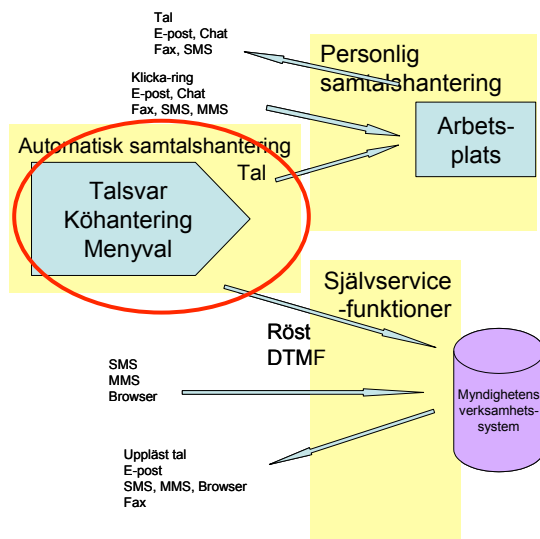 Tal
E-post, Chat
Fax, SMS
Personlig
samtalshantering
Klicka-ring
E-post, Chat
Fax, SMS, MMS
Arbets-
plats
Automatisk samtalshantering
Tal
Talsvar
Köhantering
Menyval
Självservice
-funktioner
Röst
DTMF
SMS
MMS
Browser
Myndighetens
verksamhets-
system
Uppläst tal
E-post
SMS, MMS, Browser
Fax